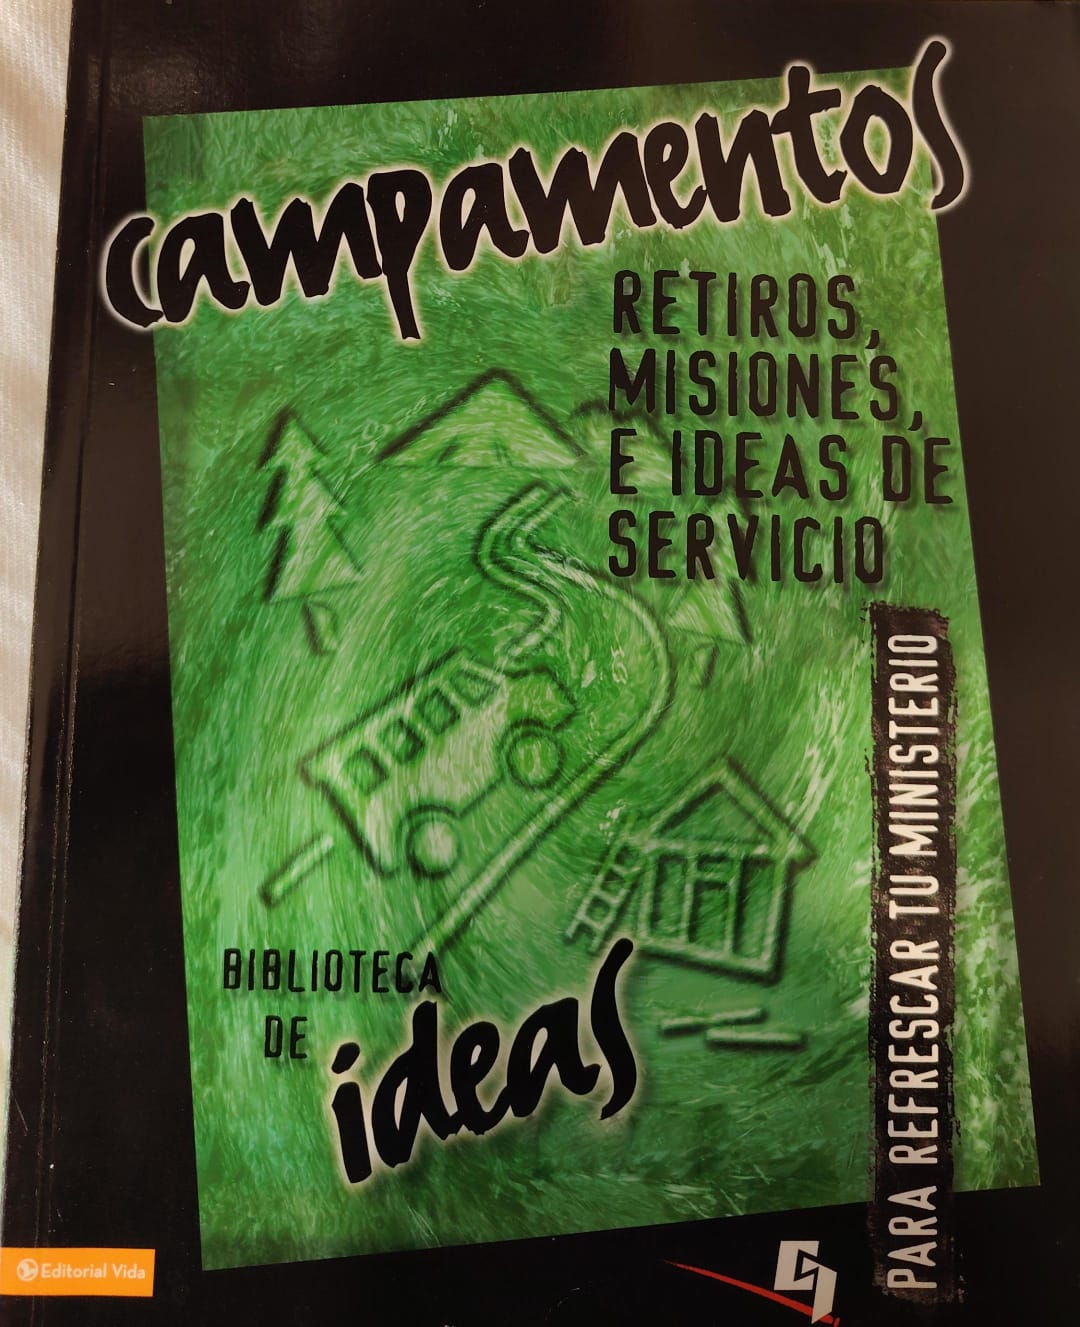 campamentos
RETIROS,
MISIONES,
E IDEAS DE
SERVICIO
PARA REFRESCAR TU MINISTERIO
BIBLIOTECA
DE
ideas
Editorial Vida